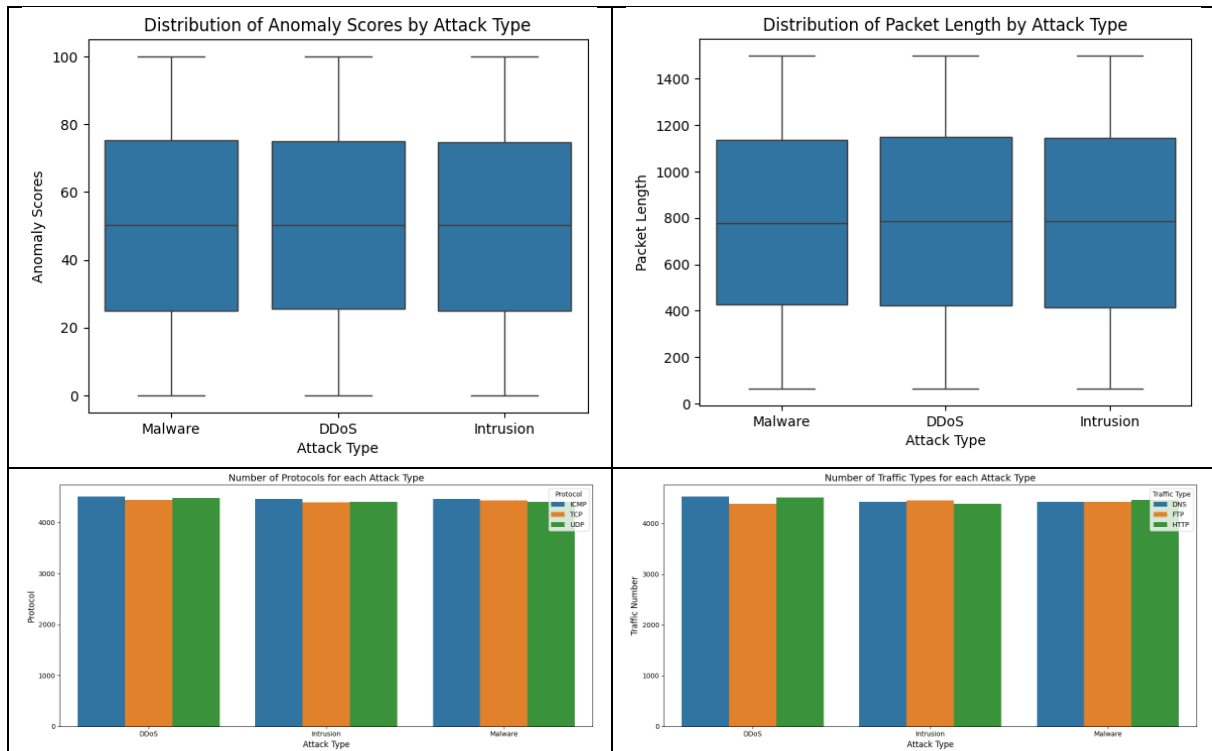 Distribution of Anomaly Scores by Attack Type
Anomaly Scores
100
80
60
40
20
0
Malware DDoS Intrusion
Attack Type
Distribution of Packet Length by Attack Type
Packet Length
1400
1200
1000
800
600
400
200
0
Malware DDoS Intrusion
Attack Type
Number of Protocols for each Attack Type
Protocol
4000
3000
2000
1000
0
Protocol
ICMP
TCP
UDP
DDoS Intrusion Malware
Attack Type
Number of Traffic Types for each Attack Type
Traffic Number
4000
3000
2000
1000
0
Traffic Type
DNS
FTP
HTTP
DDoS Intrusion Malware
Attack Type